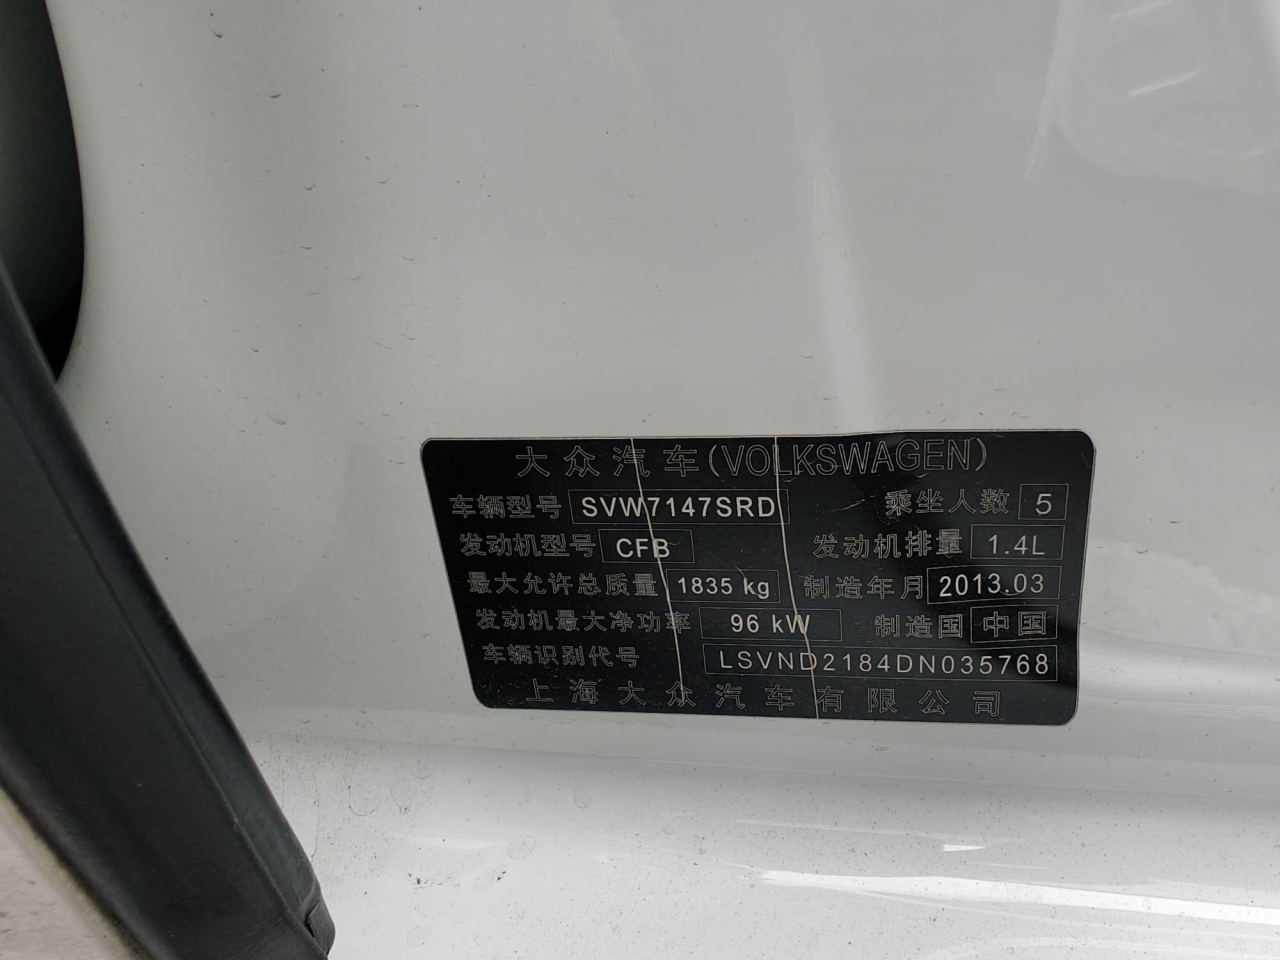 大众汽车(VOLKSWAGEN)
车辆型号 SVW7147SRD 乘坐人数 5
发动机型号 CFB 发动机排量 1.4L
最大允许总质量 1835 kg 制造年月 2013.03
发动机最大净功率 96 kW 制造国 中国
车辆识别代号 LSVND2184DN035768
上海大众汽车有限公司